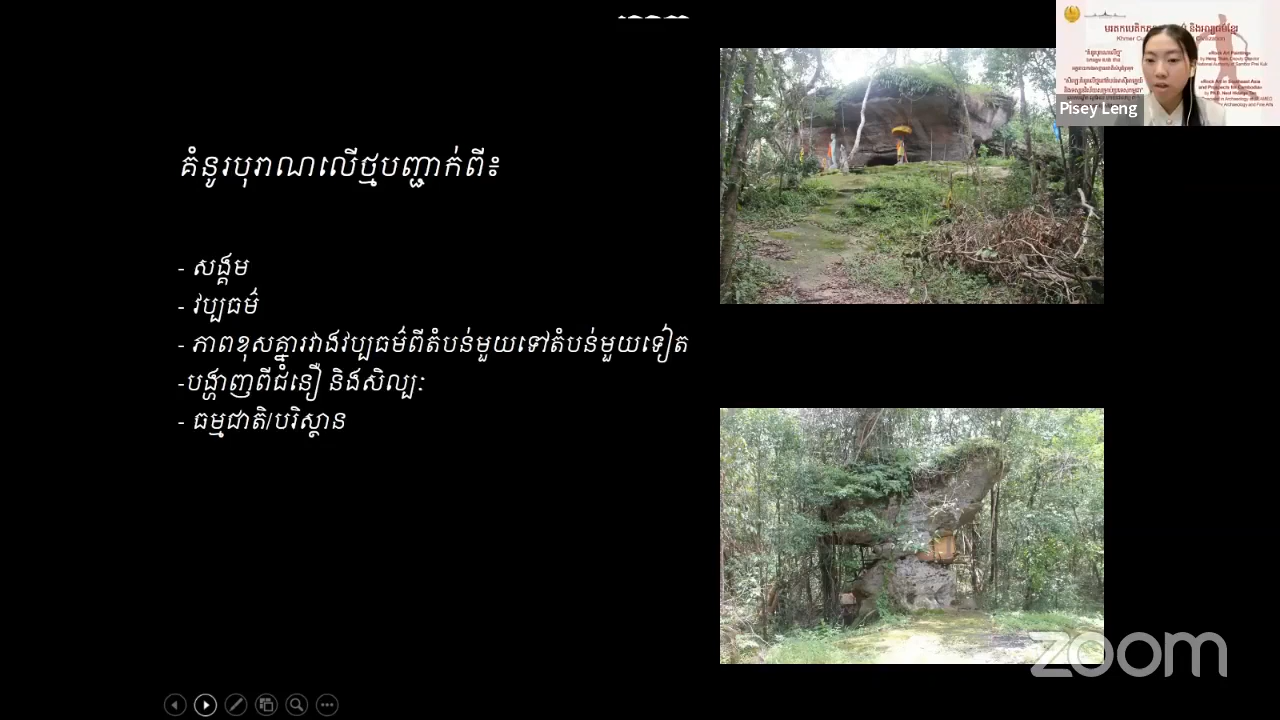 គំនូរបុរាណលើថ្មបញ្ជាក់ពី៖
- សង្គម
- វប្បធម៌
- ភាពខុសគ្នារវាងវប្បធម៌ពីតំបន់មួយទៅតំបន់មួយទៀត
-បង្ហាញពីជំនឿ និងសិល្បៈ
- ធម្មជាតិ/បរិស្ថាន
Pisey Leng
zoom